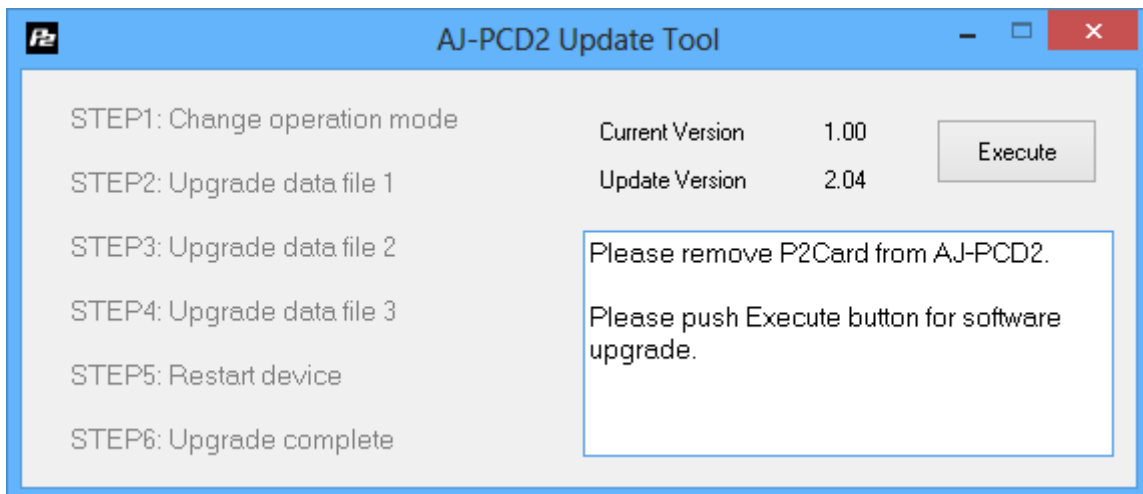 P2
AJ-PCD2 Update Tool
STEP1: Change operation mode
STEP2: Upgrade data file 1
STEP3: Upgrade data file 2
STEP4: Upgrade data file 3
STEP5: Restart device
STEP6: Upgrade complete
Current Version 1.00
Update Version 2.04
Execute
Please remove P2Card from AJ-PCD2.
Please push Execute button for software
upgrade.